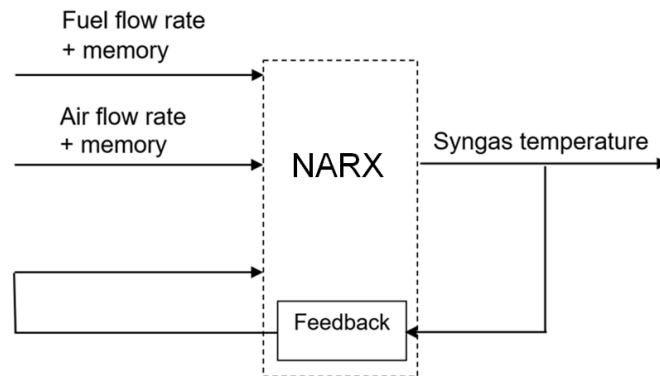 Fuel flow rate
+ memory
Air flow rate
+ memory
NARX
Syngas temperature
Feedback